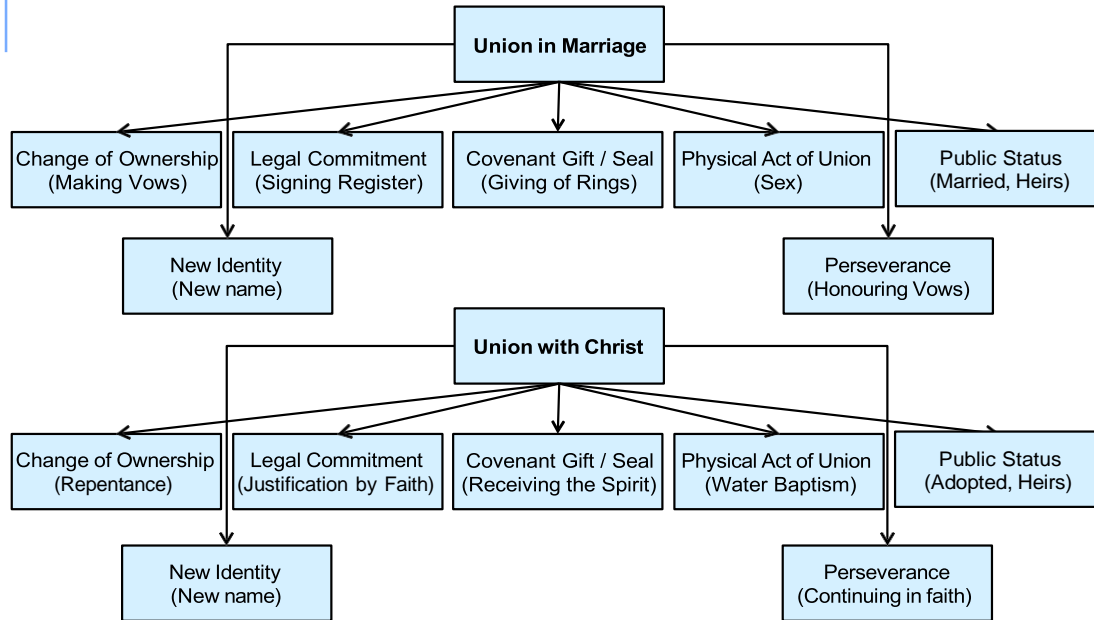 Union in Marriage
Change of Ownership
(Making Vows)
Legal Commitment
(Signing Register)
Covenant Gift / Seal
(Giving of Rings)
Physical Act of Union
(Sex)
Public Status
(Married, Heirs)
New Identity
(New name)
Perseverance
(Honouring Vows)
Union with Christ
Change of Ownership
(Repentance)
Legal Commitment
(Justification by Faith)
Covenant Gift / Seal
(Receiving the Spirit)
Physical Act of Union
(Water Baptism)
Public Status
(Adopted, Heirs)
New Identity
(New name)
Perseverance
(Continuing in faith)